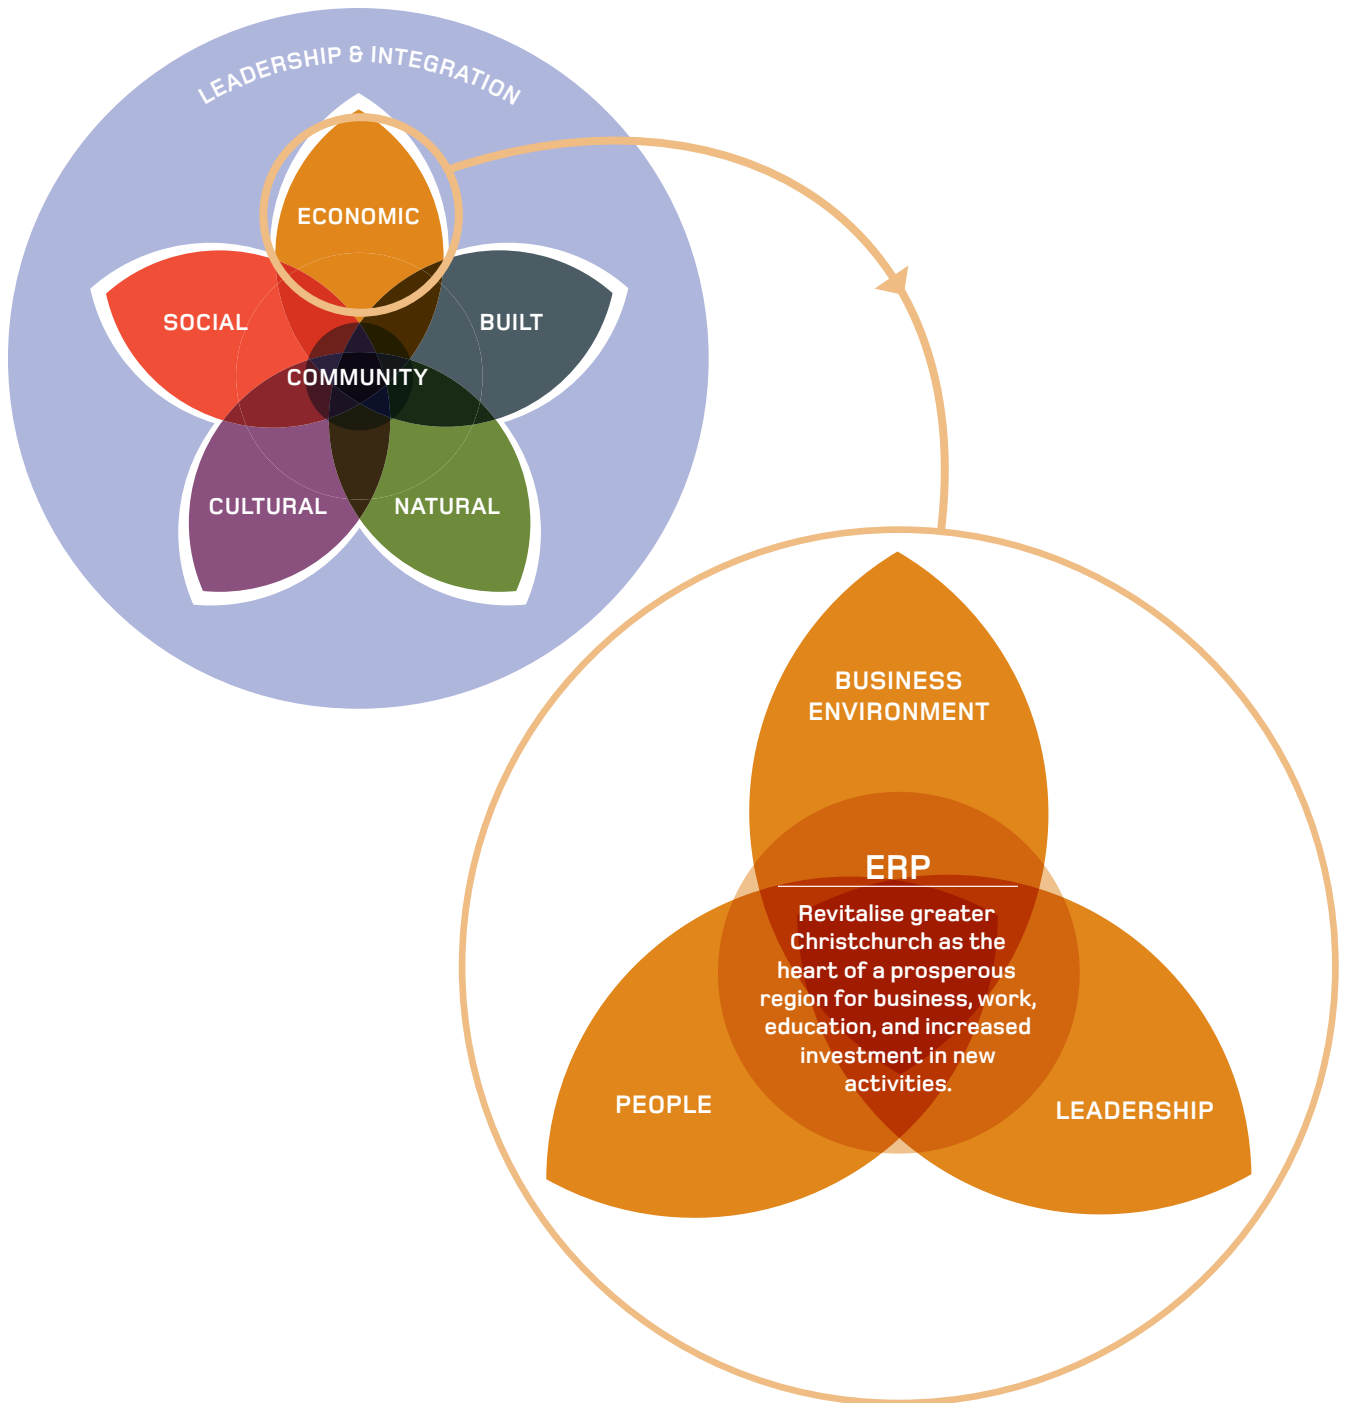 LEADERSHIP & INTEGRATION
ECONOMIC
SOCIAL
BUILT
COMMUNITY
CULTURAL
NATURAL
BUSINESS
ENVIRONMENT
ERP
Revitalise greater
Christchurch as the
heart of a prosperous
region for business, work,
education, and increased
investment in new
activities.
PEOPLE
LEADERSHIP